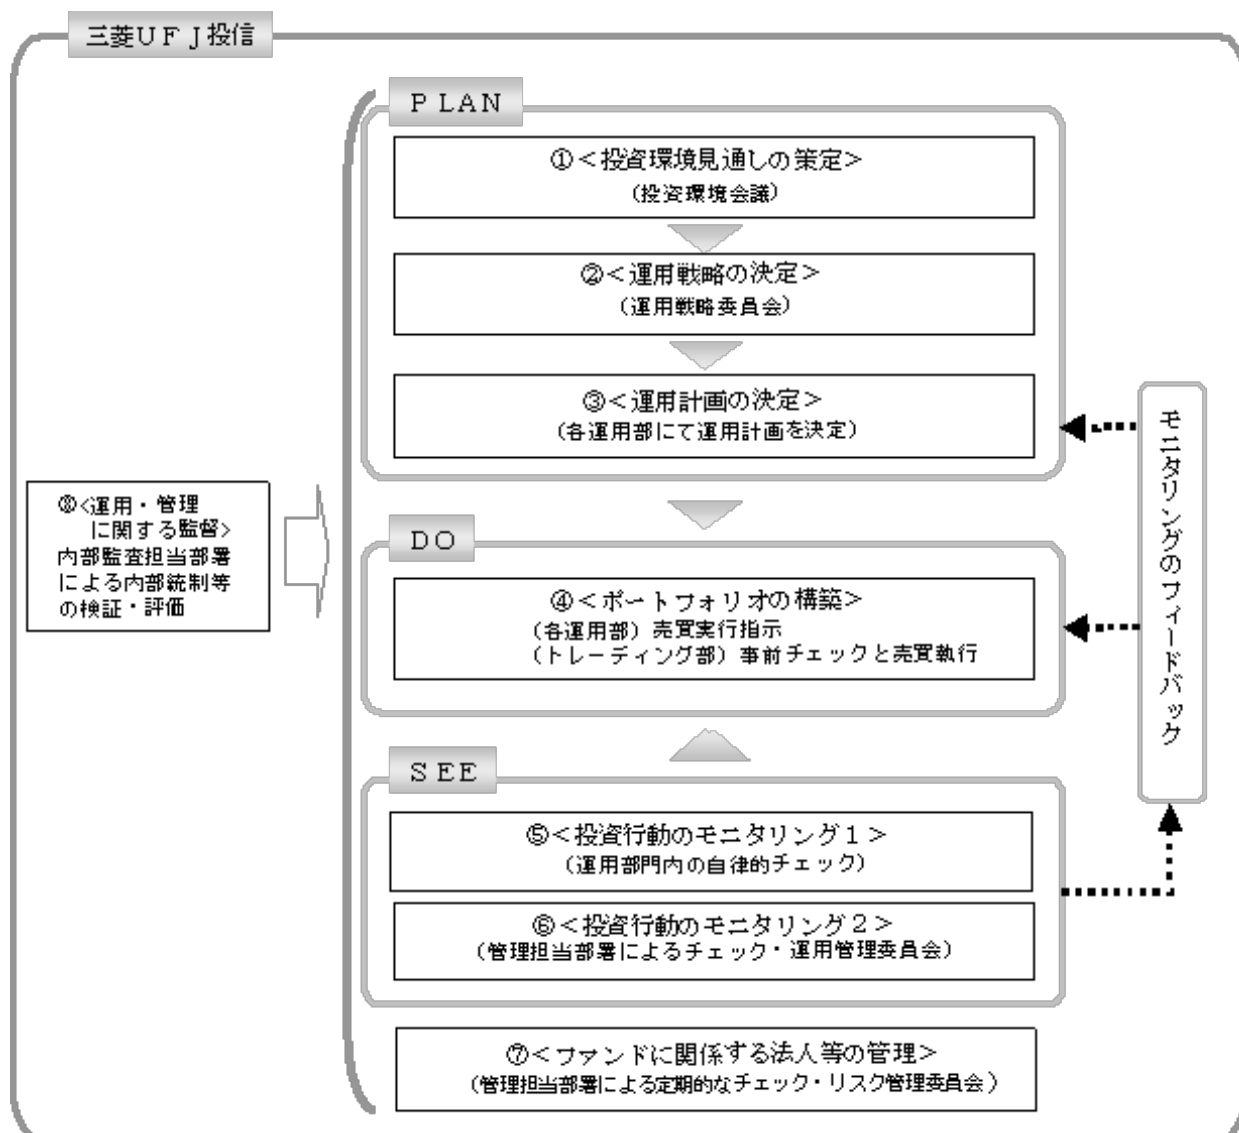 三菱ＵＦＪ投信
ＰＬＡＮ
①＜投資環境見通しの策定＞
（投資環境会議）
②＜運用戦略の決定＞
（運用戦略委員会）
③＜運用計画の決定＞
（各運用部にて運用計画を決定）
⑧＜運用・管理
に関する監督＞
内部監査担当部署
による内部統制等
の検証・評価
ＤＯ
④＜ポートフォリオの構築＞
（各運用部）売買実行指示
（トレーディング部）事前チェックと売買執行
モニタリングのフィードバック
ＳＥＥ
⑤＜投資行動のモニタリング１＞
（運用部門内の自律的チェック）
⑥＜投資行動のモニタリング２＞
（管理担当部署によるチェック・運用管理委員会）
⑦＜ファンドに関係する法人等の管理＞
（管理担当部署による定期的なチェック・リスク管理委員会）